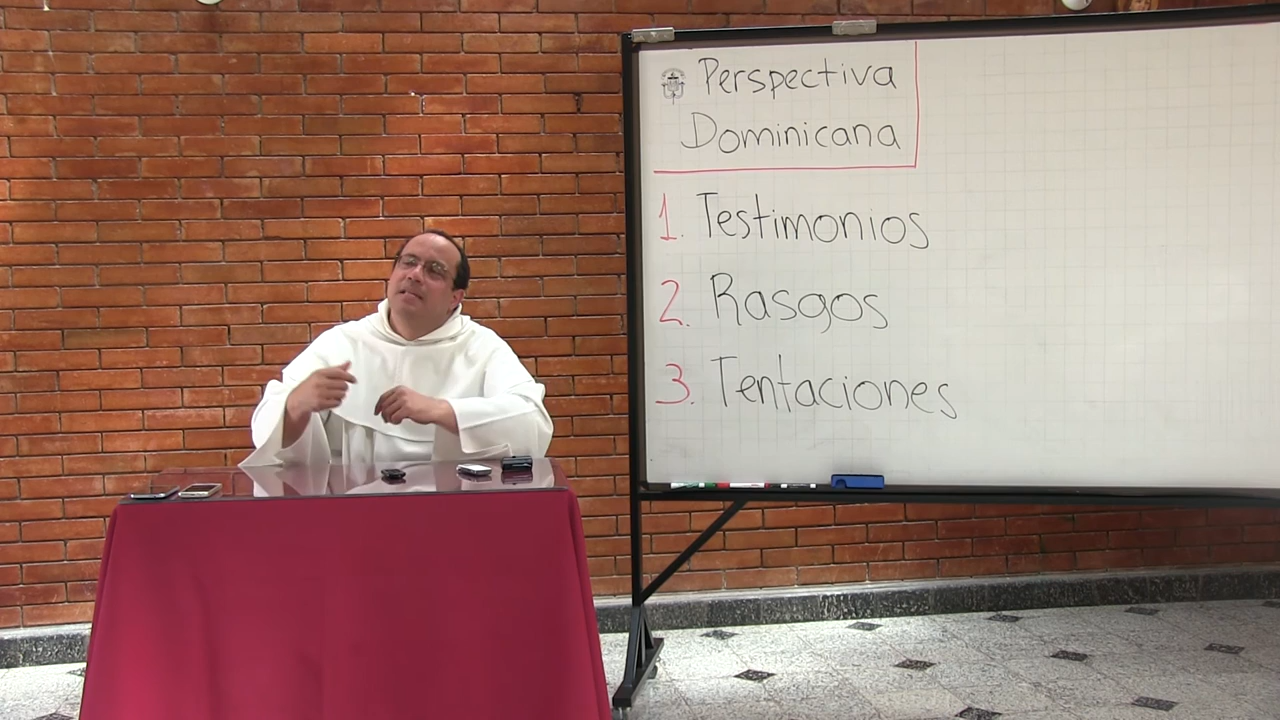 Perspectiva
Dominicana
1. Testimonios
2. Rasgos
3. Tentaciones